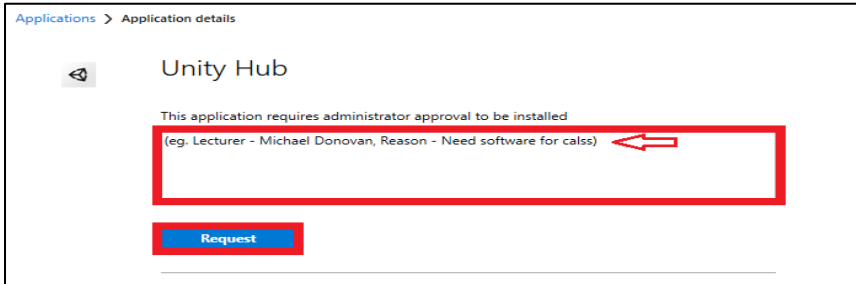 Applications > Application details
Unity Hub
This application requires administrator approval to be installed
(eg. Lecturer - Michael Donovan, Reason - Need software for calss)
Request